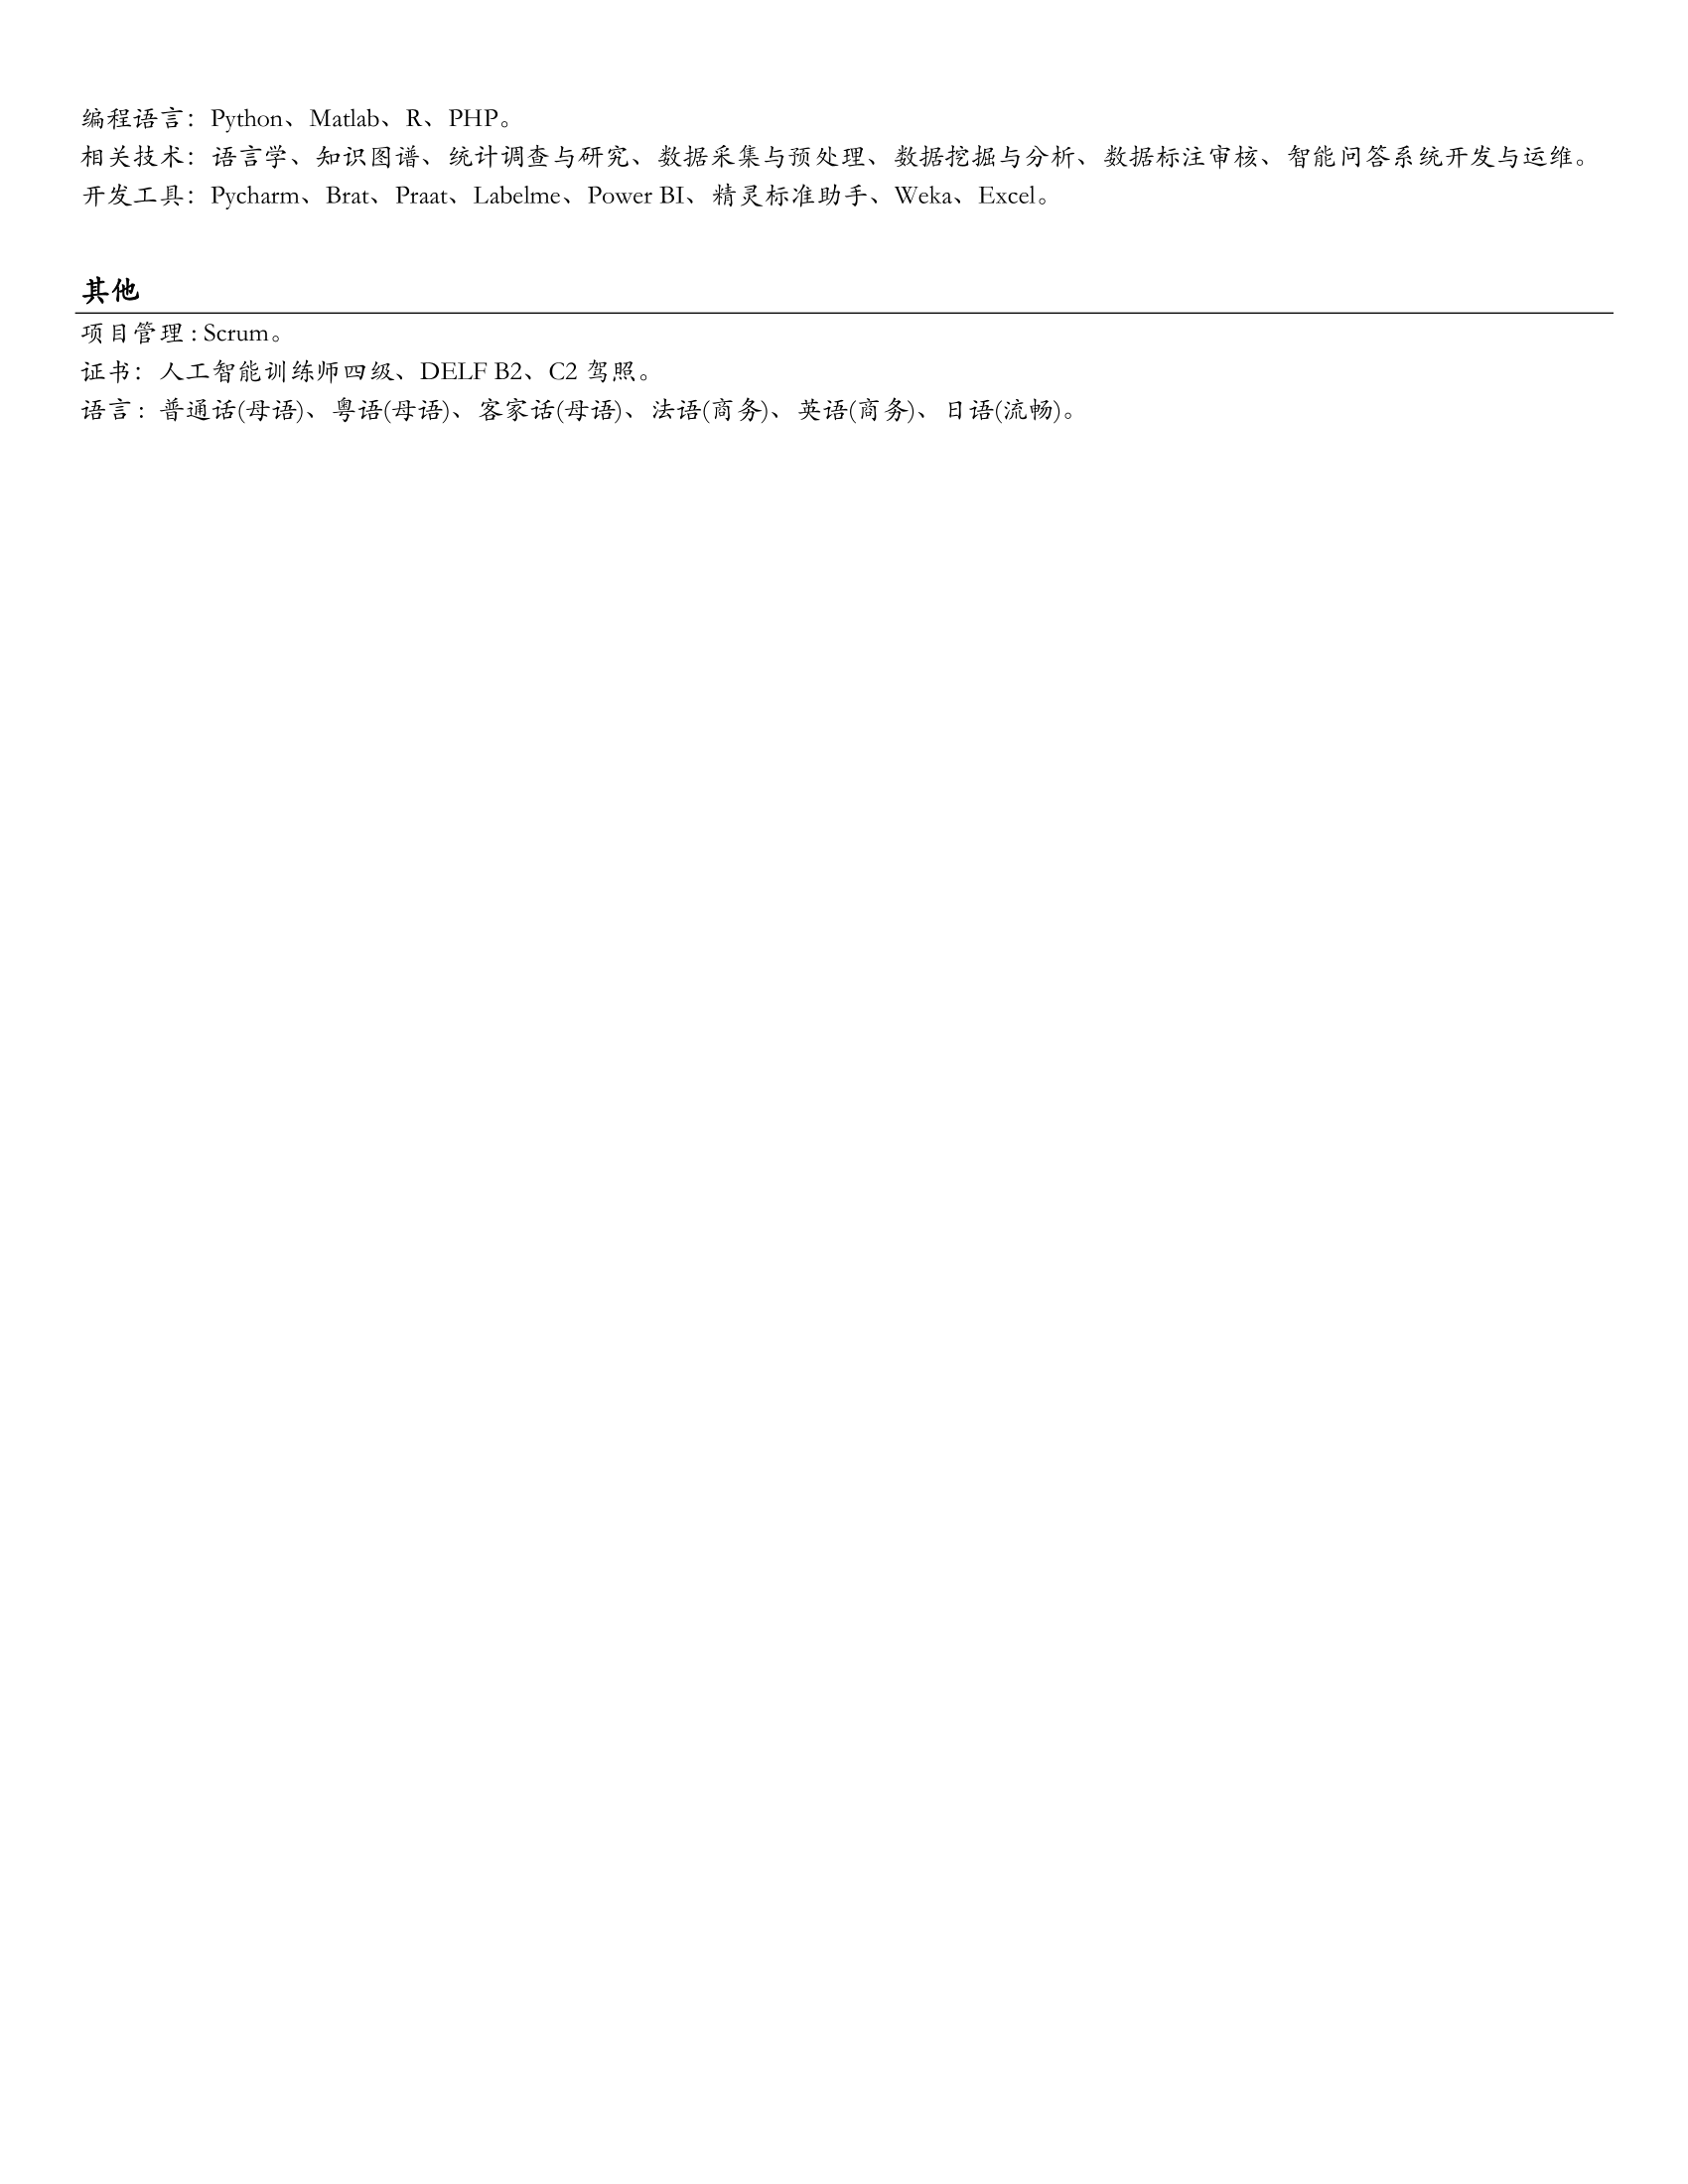 编程语言：Python、Matlab、R、PHP。
相关技术：语言学、知识图谱、统计调查与研究、数据采集与预处理、数据挖掘与分析、数据标注审核、智能问答系统开发与运维。
开发工具：Pycharm、Brat、Praat、Labelme、Power BI、精灵标准助手、Weka、Excel。
其他
项目管理 : Scrum。
证书：人工智能训练师四级、DELF B2、C2 驾照。
语言 : 普通话(母语)、粤语(母语)、客家话(母语)、法语(商务)、英语(商务)、日语(流畅)。